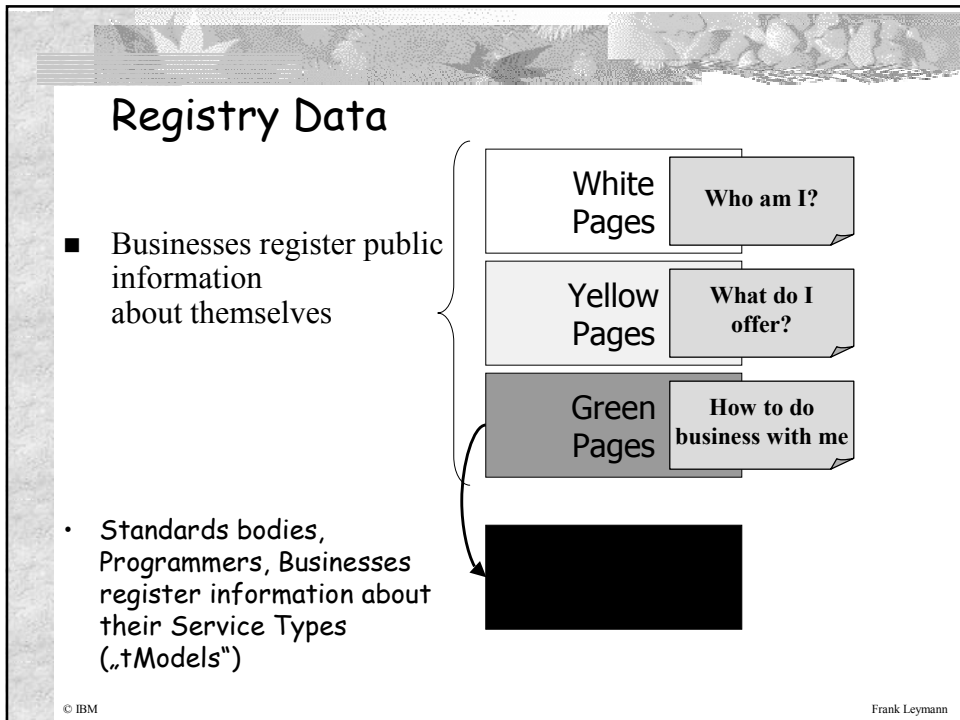 Registry Data
■ Businesses register public
information
about themselves
White
Pages
Who am I?
Yellow
Pages
What do I
offer?
Green
Pages
How to do
business with me
• Standards bodies,
Programmers, Businesses
register information about
their Service Types
(„tModels“)
© IBM
Frank Leymann